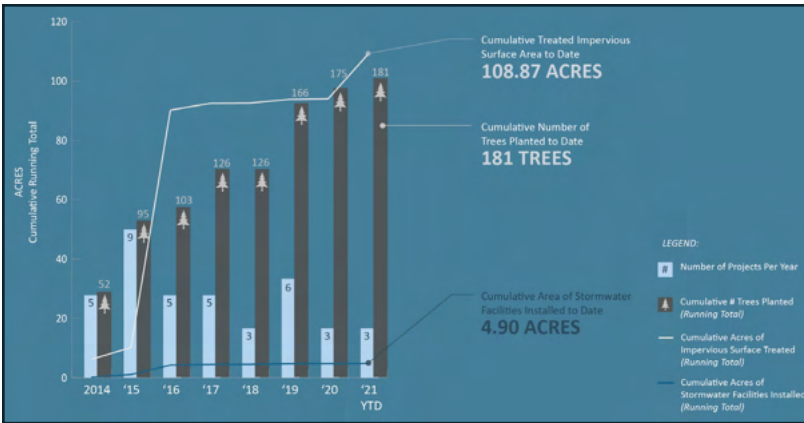 120
100
80
60
40
20
0
ACRES
Cumulative Running Total
5
52
9
95
5
103
5
126
3
126
6
166
3
175
3
181
2014
'15
'16
'17
'18
'19
'20
'21
YTD
Cumulative Treated Impervious
Surface Area to Date
108.87 ACRES
Cumulative Number of
Trees Planted to Date
181 TREES
Cumulative Area of Stormwater
Facilities Installed to Date
4.90 ACRES
LEGEND:
# Number of Projects Per Year
Cumulative # Trees Planted
(Running Total)
Cumulative Acres of
Impervious Surface Treated
(Running Total)
Cumulative Acres of
Stormwater Facilities Installed
(Running Total)